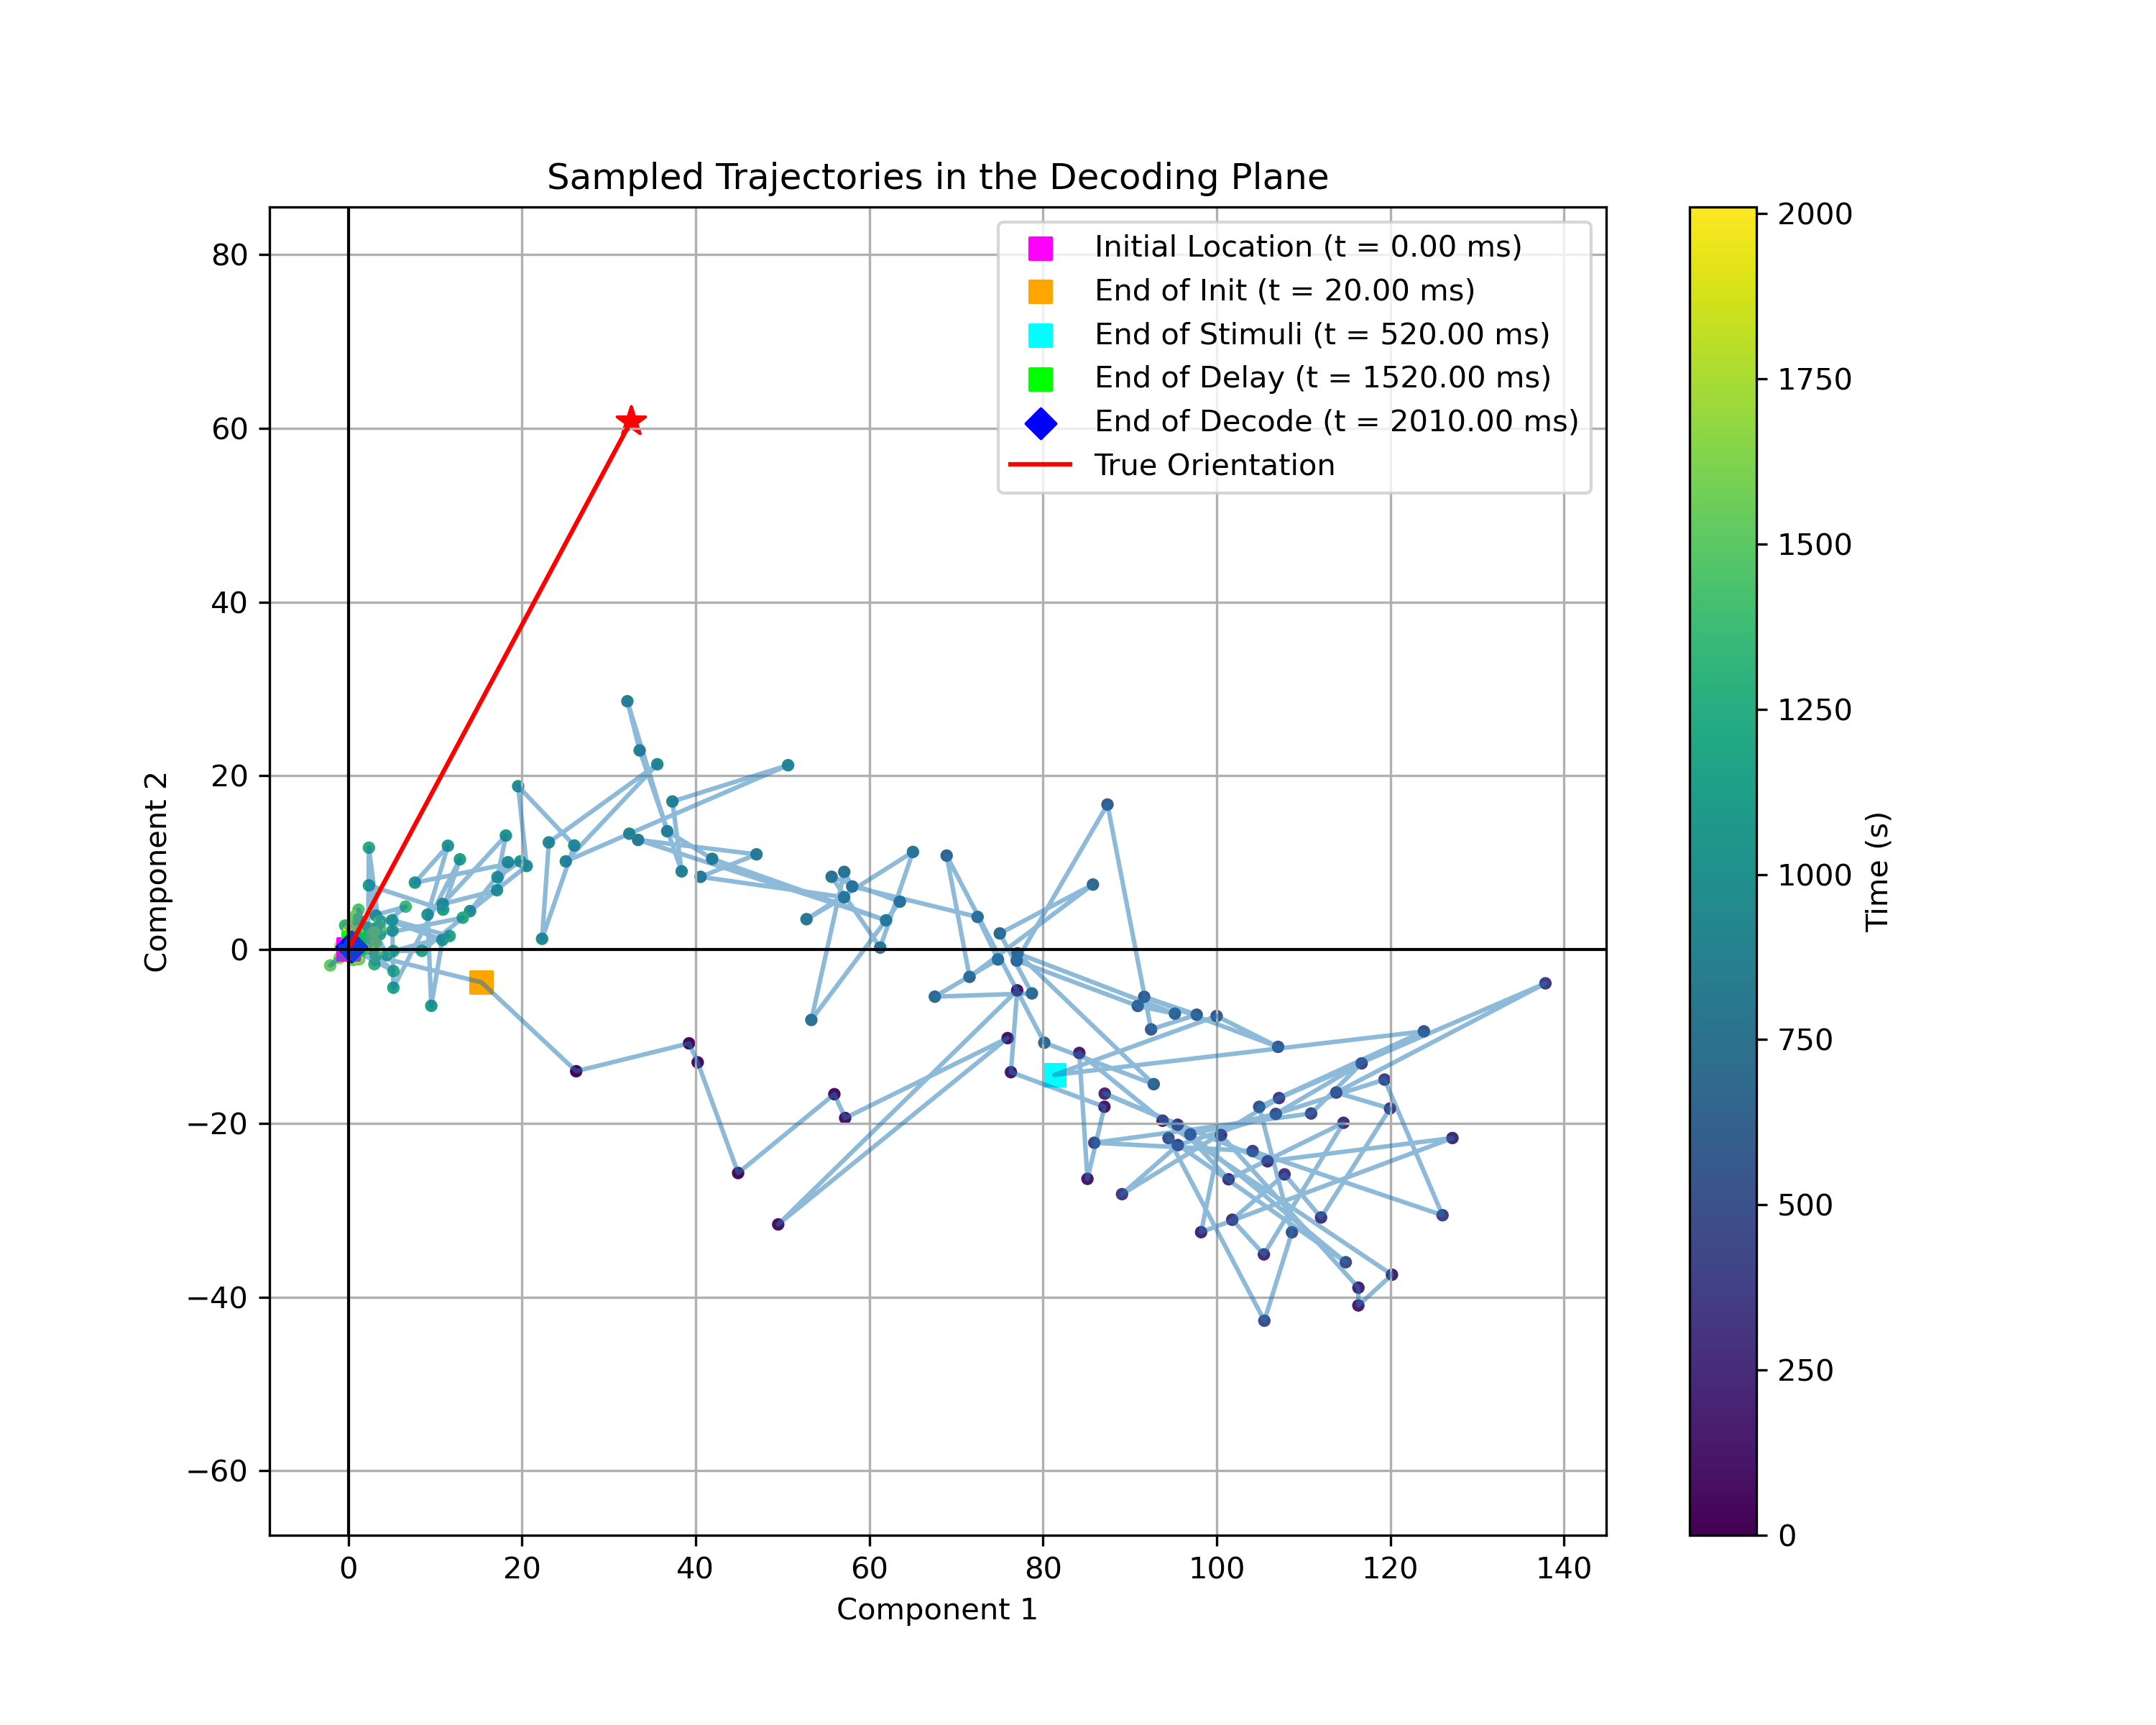 Sampled Trajectories in the Decoding Plane
Initial Location (t = 0.00 ms)
End of Init (t = 20.00 ms)
End of Stimuli (t = 520.00 ms)
End of Delay (t = 1520.00 ms)
End of Decode (t = 2010.00 ms)
True Orientation
80
60
40
20
0
−20
−40
−60
Component 2
0
20
40
60
80
100
120
140
Component 1
2000
1750
1500
1250
1000
750
500
250
0
Time (s)